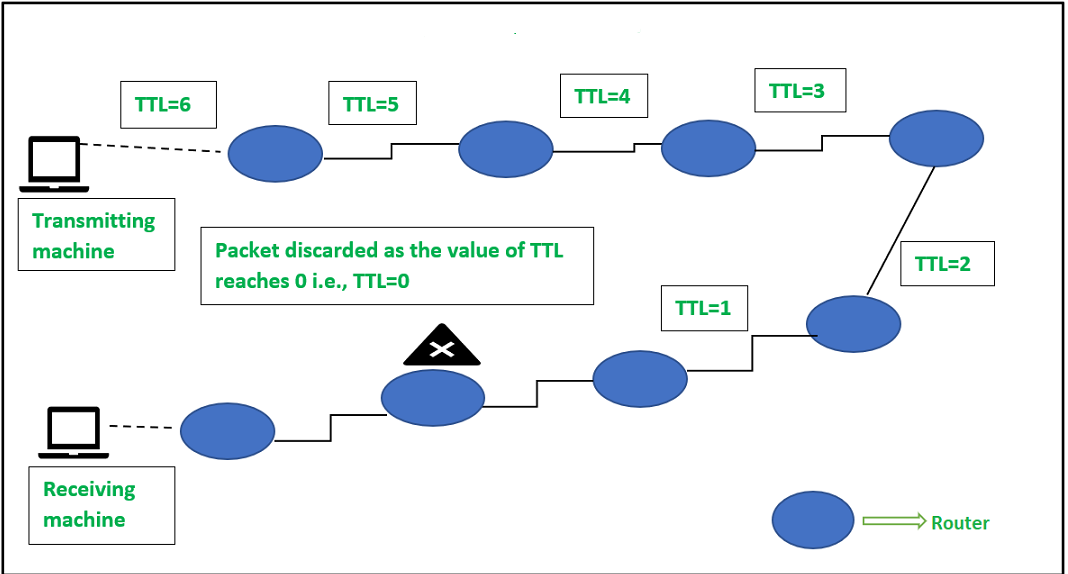 TTL=6
TTL=5
TTL=4
TTL=3
Transmitting
machine
Packet discarded as the value of TTL
reaches 0 i.e., TTL=0
TTL=2
TTL=1
Receiving
machine
Router